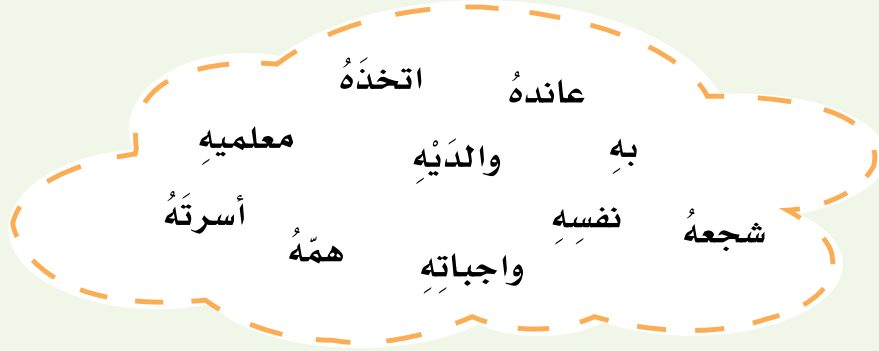 عاندهُ
اتخذَهُ
بهِ
والدَيْهِ
معلميهِ
شجعهُ
نفسِهِ
أسرتَهُ
واجباتِهِ
همّهُ